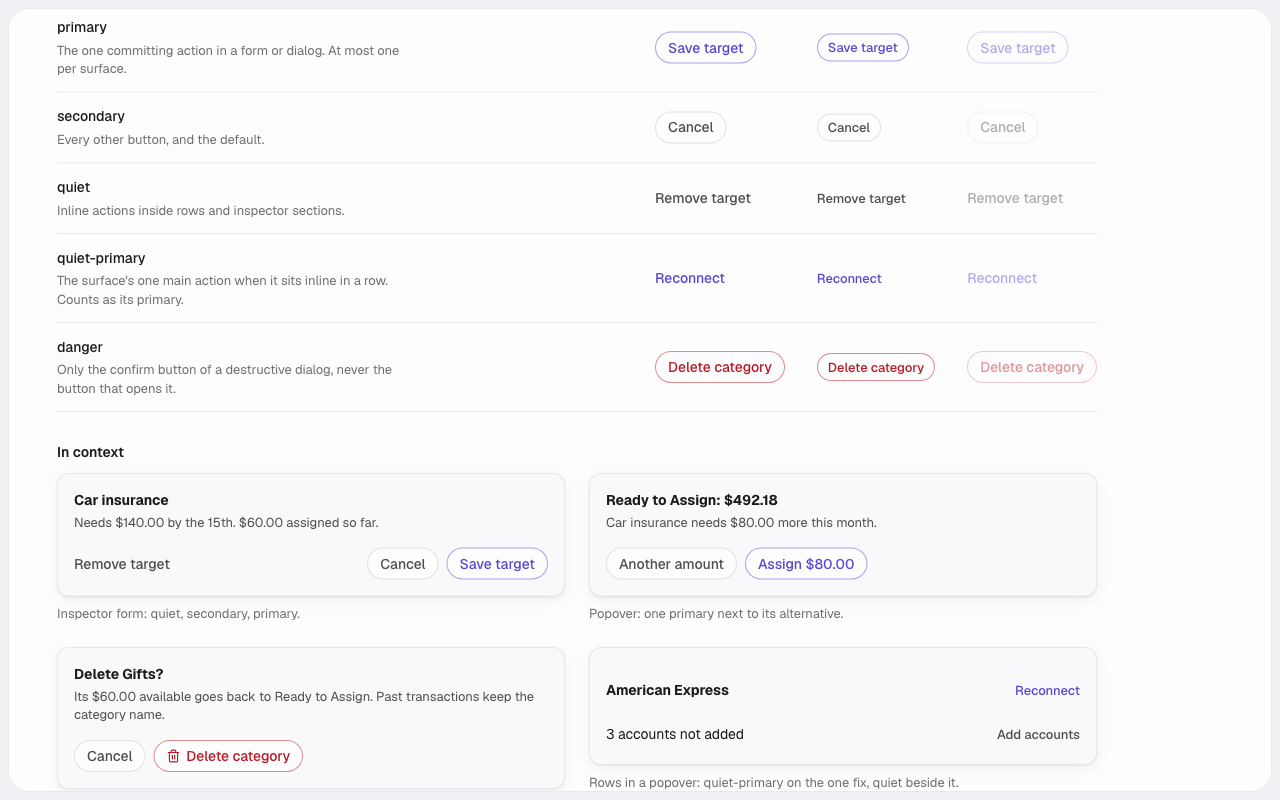 primary
The one committing action in a form or dialog. At most one
per surface.
Save target
Save target
Save target
secondary
Every other button, and the default.
Cancel
Cancel
Cancel
quiet
Inline actions inside rows and inspector sections.
Remove target
Remove target
Remove target
quiet-primary
The surface's one main action when it sits inline in a row.
Counts as its primary.
Reconnect
Reconnect
Reconnect
danger
Only the confirm button of a destructive dialog, never the
button that opens it.
Delete category
Delete category
Delete category
In context
Car insurance
Needs $140.00 by the 15th. $60.00 assigned so far.
Remove target
Cancel
Save target
Inspector form: quiet, secondary, primary.
Ready to Assign: $492.18
Car insurance needs $80.00 more this month.
Another amount
Assign $80.00
Popover: one primary next to its alternative.
Delete Gifts?
Its $60.00 available goes back to Ready to Assign. Past transactions keep the
category name.
Cancel
Delete category
American Express
Reconnect
3 accounts not added
Add accounts
Rows in a popover: quiet-primary on the one fix, quiet beside it.